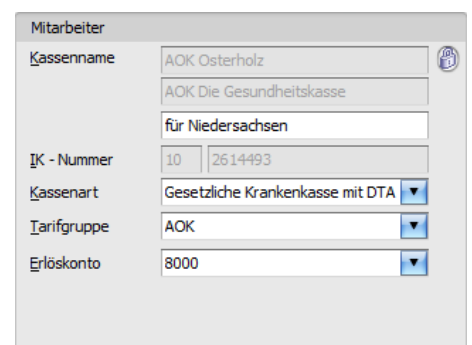 Mitarbeiter
Kassenname AOK Osterholz
AOK Die Gesundheitskasse
für Niedersachsen
IK - Nummer 10 2614493
Kassenart Gesetzliche Krankenkasse mit DTA
Tarifgruppe AOK
Erlöskonto 8000